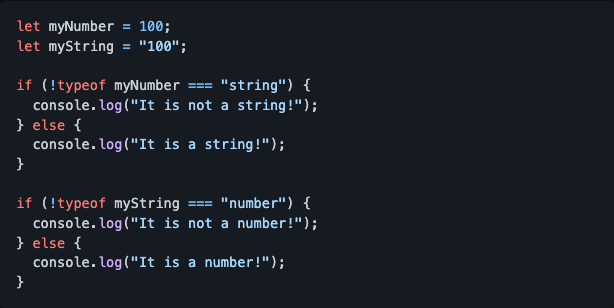 let myNumber = 100;
let myString = "100";

if (!typeof myNumber === "string") {
  console.log("It is not a string!");
} else {
  console.log("It is a string!");
}

if (!typeof myString === "number") {
  console.log("It is not a number!");
} else {
  console.log("It is a number!");
}